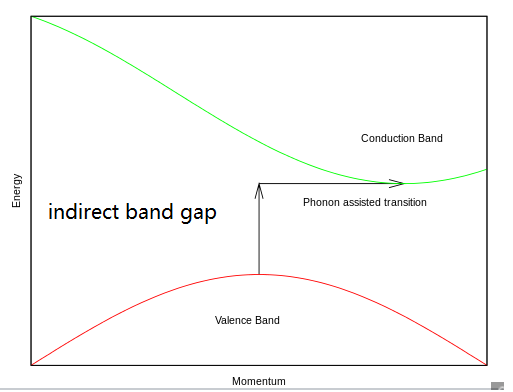 Conduction Band
Energy
indirect band gap
Phonon assisted transition
Valence Band
Momentum